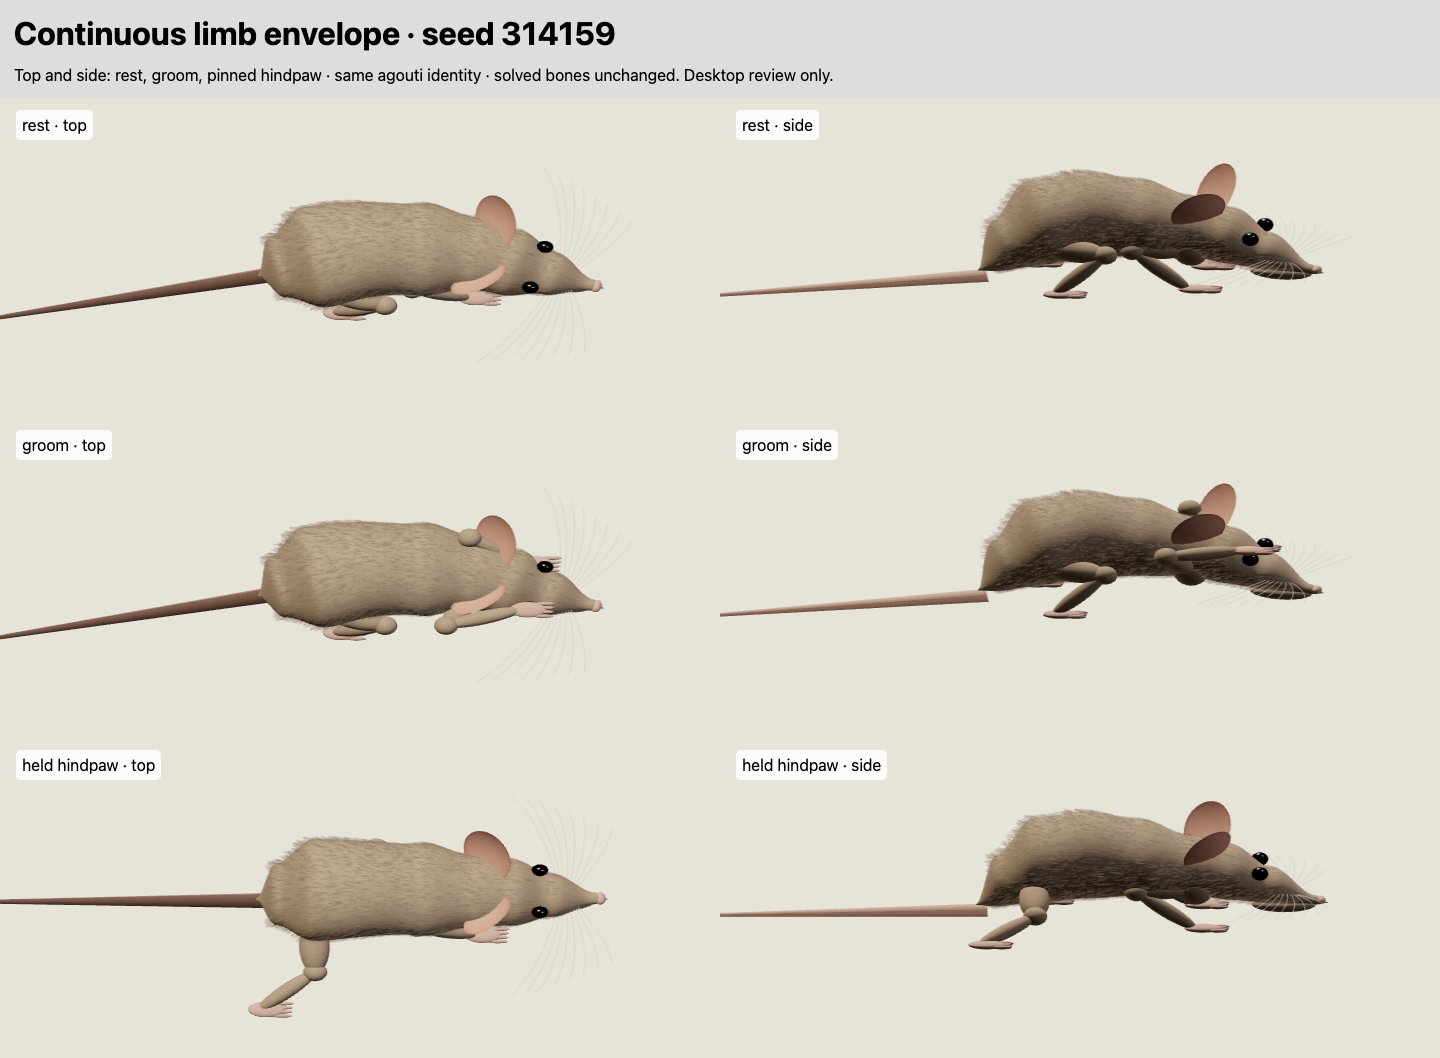 Continuous limb envelope · seed 314159
Top and side: rest, groom, pinned hindpaw · same agouti identity · solved bones unchanged. Desktop review only.
rest · top
rest · side
groom · top
groom · side
held hindpaw · top
held hindpaw · side